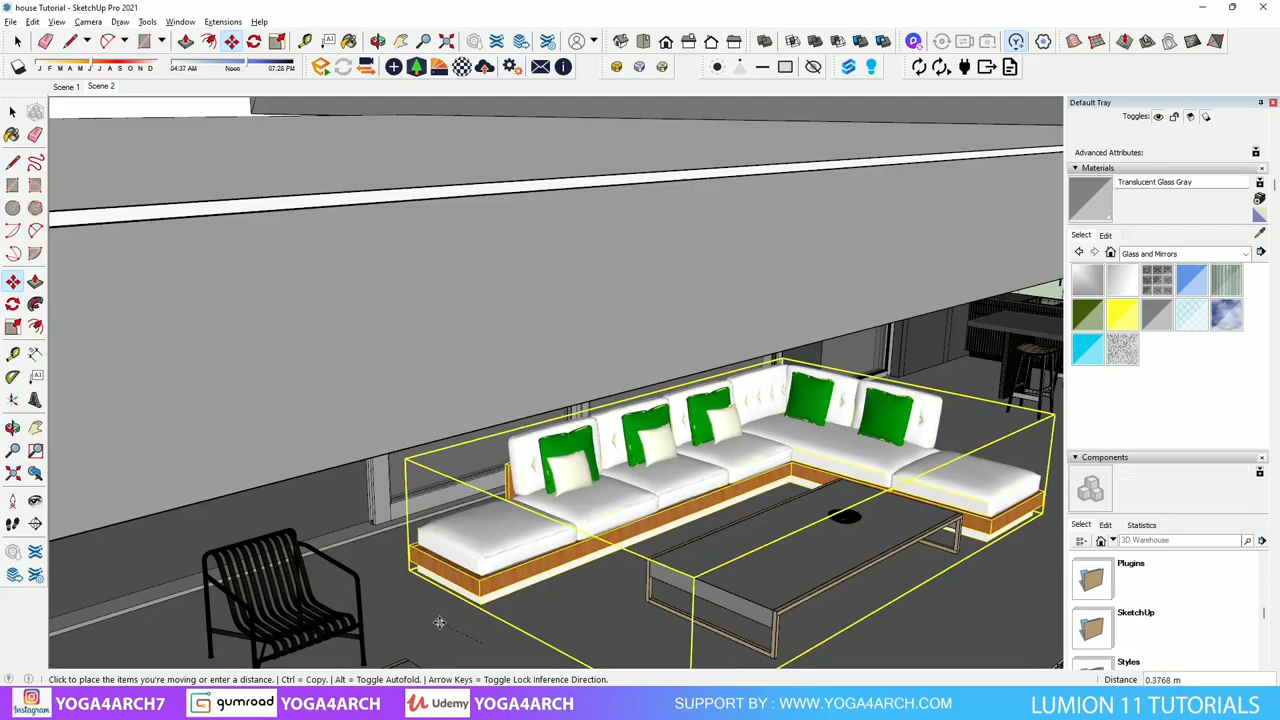 house Tutorial - SketchUp Pro 2021
File Edit View Camera Draw Tools Window Extensions Help
J F M A M J J A S O N D
04:37 AM Noon 07:28 PM
Scene 1 Scene 2
Default Tray
Toggles:
Advanced Attributes:
Materials
Translucent Glass Gray
Select Edit
Glass and Mirrors
Components
Select Edit Statistics
3D Warehouse
Plugins
SketchUp
Styles
Click to place the items you're moving or enter a distance. | Ctrl = Copy. | Alt = Toggle Autofold. | Arrow Keys = Toggle Lock Inference Direction.
Distance 0.3768 m
Instagram YOGA4ARCH7 gumroad YOGA4ARCH Udemy YOGA4ARCH SUPPORT BY : WWW.YOGA4ARCH.COM LUMION 11 TUTORIALS